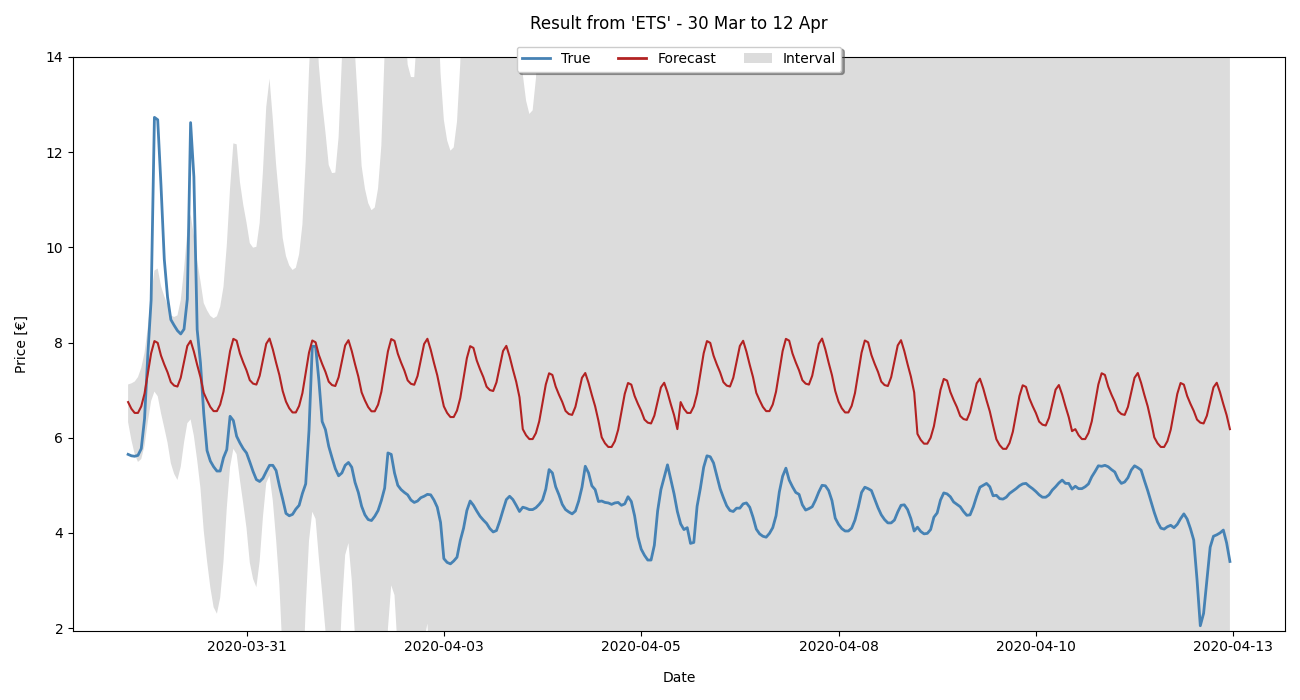 Result from 'ETS' - 30 Mar to 12 Apr
True Forecast Interval
14
12
10
8
6
4
2
Price [€]
2020-03-31 2020-04-03 2020-04-05 2020-04-08 2020-04-10 2020-04-13
Date